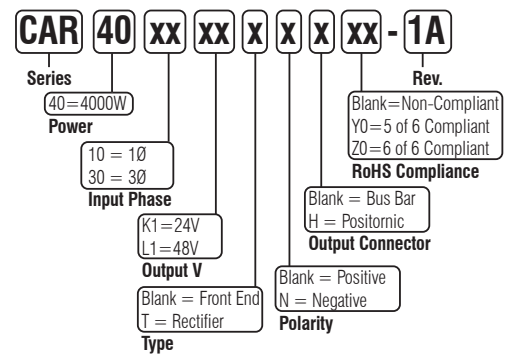 CAR 40 xx xx x x x xx - 1A
Series
Rev.
40=4000W
Power
Blank=Non-Compliant
Y0=5 of 6 Compliant
Z0=6 of 6 Compliant
RoHS Compliance
10 = 1Ø
30 = 3Ø
Input Phase
Blank = Bus Bar
H = Positornic
Output Connector
K1=24V
L1=48V
Output V
Blank = Positive
N = Negative
Polarity
Blank = Front End
T = Rectifier
Type